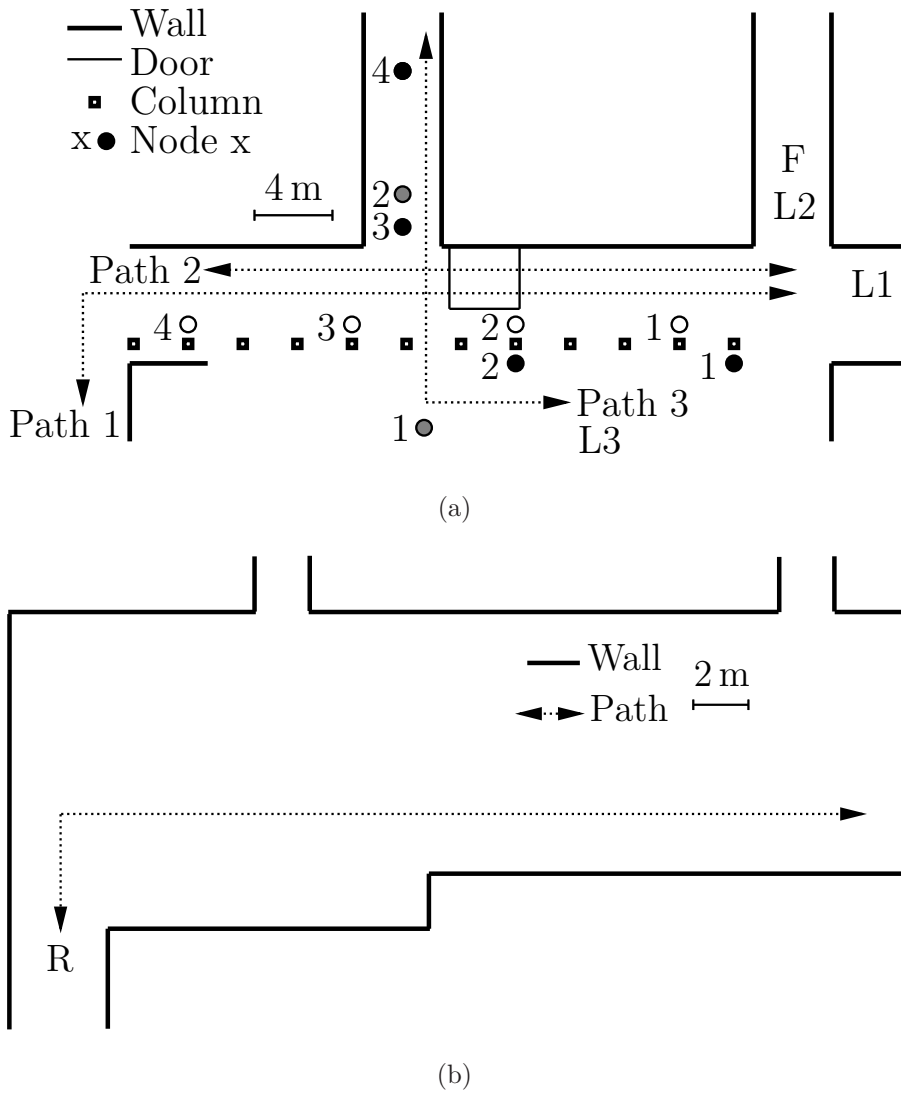 Wall
Door
Column
x Node x
4
4 m
2
3
F
L2
Path 2
L1
4
3
2
1
2
1
Path 3
Path 1
1
L3
(a)
Wall
2 m
Path
R
(b)